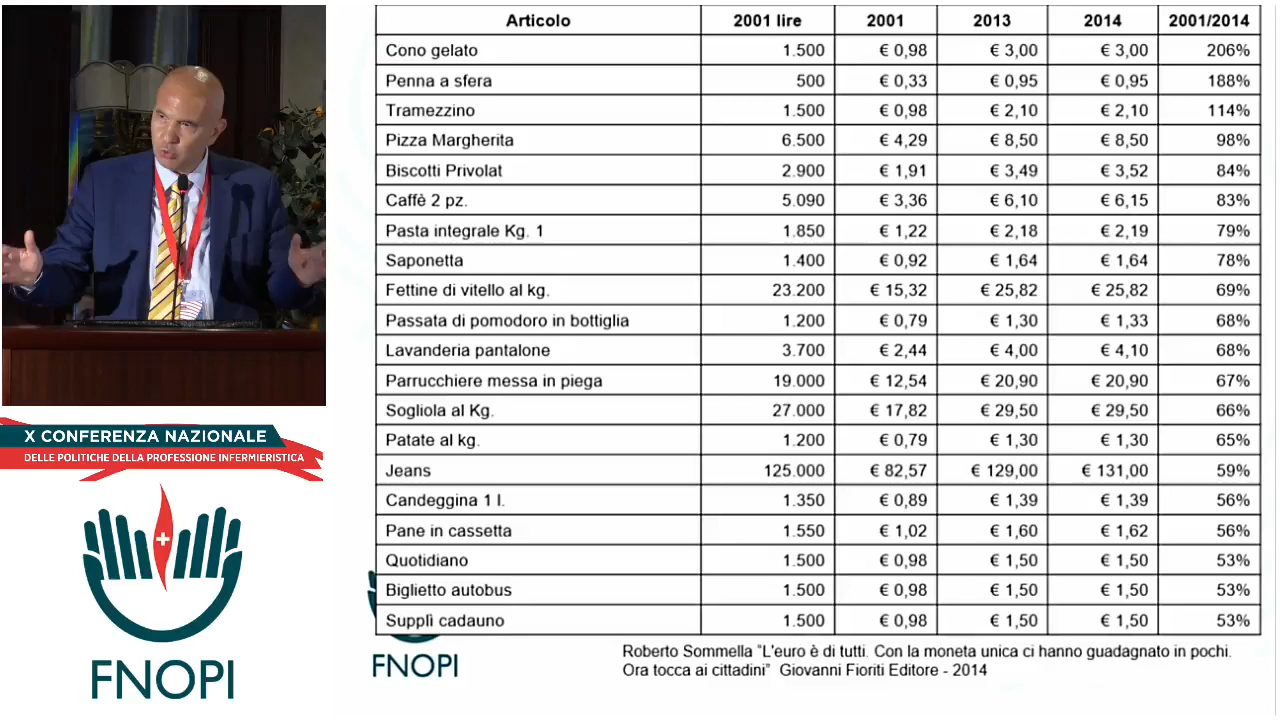 Articolo 2001 lire 2001 2013 2014 2001/2014
Cono gelato 1.500 € 0,98 € 3,00 € 3,00 206%
Penna a sfera 500 € 0,33 € 0,95 € 0,95 188%
Tramezzino 1.500 € 0,98 € 2,10 € 2,10 114%
Pizza Margherita 6.500 € 4,29 € 8,50 € 8,50 98%
Biscotti Privolat 2.900 € 1,91 € 3,49 € 3,52 84%
Caffè 2 pz. 5.090 € 3,36 € 6,10 € 6,15 83%
Pasta integrale Kg. 1 1.850 € 1,22 € 2,18 € 2,19 79%
Saponetta 1.400 € 0,92 € 1,64 € 1,64 78%
Fettine di vitello al kg. 23.200 € 15,32 € 25,82 € 25,82 69%
Passata di pomodoro in bottiglia 1.200 € 0,79 € 1,30 € 1,33 68%
Lavanderia pantalone 3.700 € 2,44 € 4,00 € 4,10 68%
Parrucchiere messa in piega 19.000 € 12,54 € 20,90 € 20,90 67%
Sogliola al Kg. 27.000 € 17,82 € 29,50 € 29,50 66%
Patate al kg. 1.200 € 0,79 € 1,30 € 1,30 65%
Jeans 125.000 € 82,57 € 129,00 € 131,00 59%
Candeggina 1 l. 1.350 € 0,89 € 1,39 € 1,39 56%
Pane in cassetta 1.550 € 1,02 € 1,60 € 1,62 56%
Quotidiano 1.500 € 0,98 € 1,50 € 1,50 53%
Biglietto autobus 1.500 € 0,98 € 1,50 € 1,50 53%
Supplì cadauno 1.500 € 0,98 € 1,50 € 1,50 53%
Roberto Sommella "L'euro è di tutti. Con la moneta unica ci hanno guadagnato in pochi.
Ora tocca ai cittadini" Giovanni Fioriti Editore - 2014
FNOPI
X CONFERENZA NAZIONALE
DELLE POLITICHE DELLA PROFESSIONE INFERMIERISTICA
FNOPI